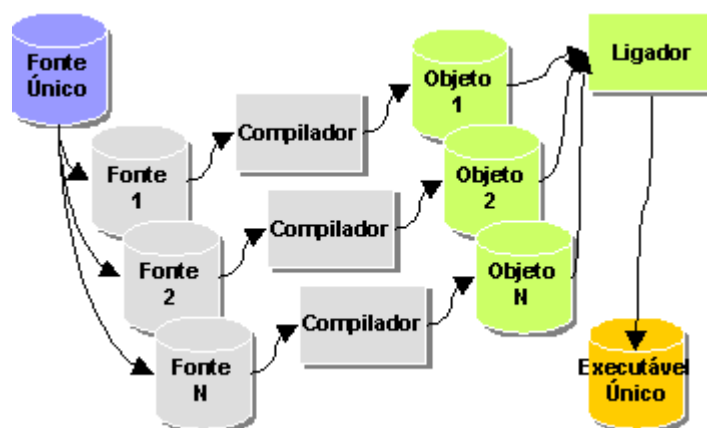 Fonte
Único
Fonte
1
Fonte
2
Fonte
N
Compilador
Compilador
Compilador
Objeto
1
Objeto
2
Objeto
N
Ligador
Executável
Único